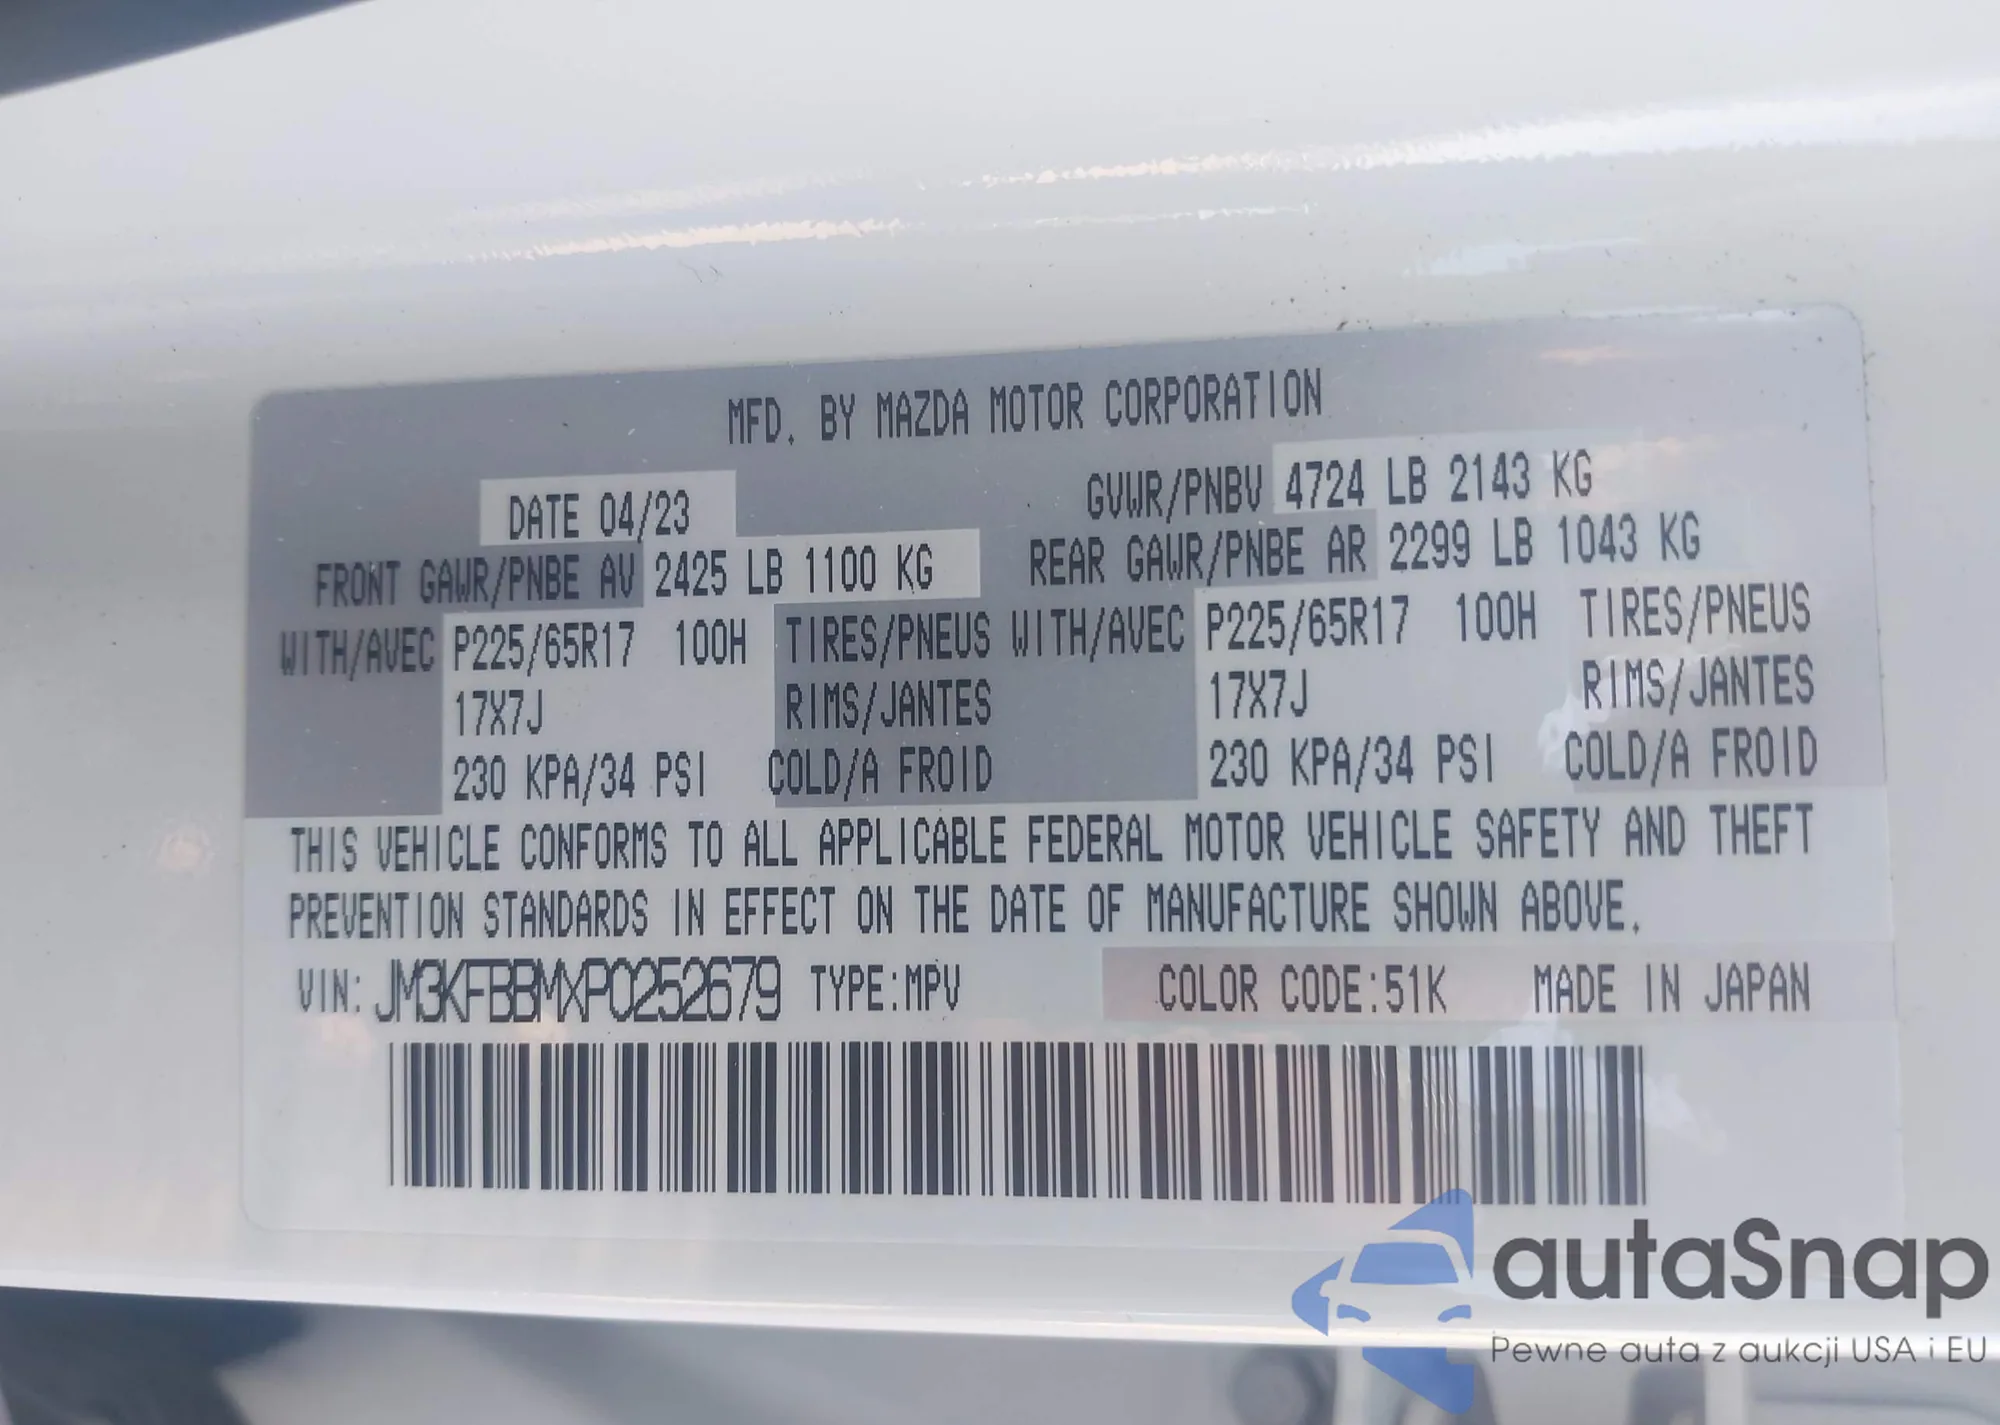 MFD. BY MAZDA MOTOR CORPORATION
DATE 04/23 GVWR/PNBV 4724 LB 2143 KG
FRONT GAWR/PNBE AV 2425 LB 1100 KG REAR GAWR/PNBE AR 2299 LB 1043 KG
WITH/AVEC P225/65R17 100H TIRES/PNEUS WITH/AVEC P225/65R17 100H TIRES/PNEUS
17X7J RIMS/JANTES 17X7J RIMS/JANTES
230 KPA/34 PSI COLD/A FROID 230 KPA/34 PSI COLD/A FROID
THIS VEHICLE CONFORMS TO ALL APPLICABLE FEDERAL MOTOR VEHICLE SAFETY AND THEFT
PREVENTION STANDARDS IN EFFECT ON THE DATE OF MANUFACTURE SHOWN ABOVE.
VIN: JM3KFBBMXP0252679 TYPE:MPV COLOR CODE:51K MADE IN JAPAN
autaSnap
Pewne auta z aukcji USA i EU